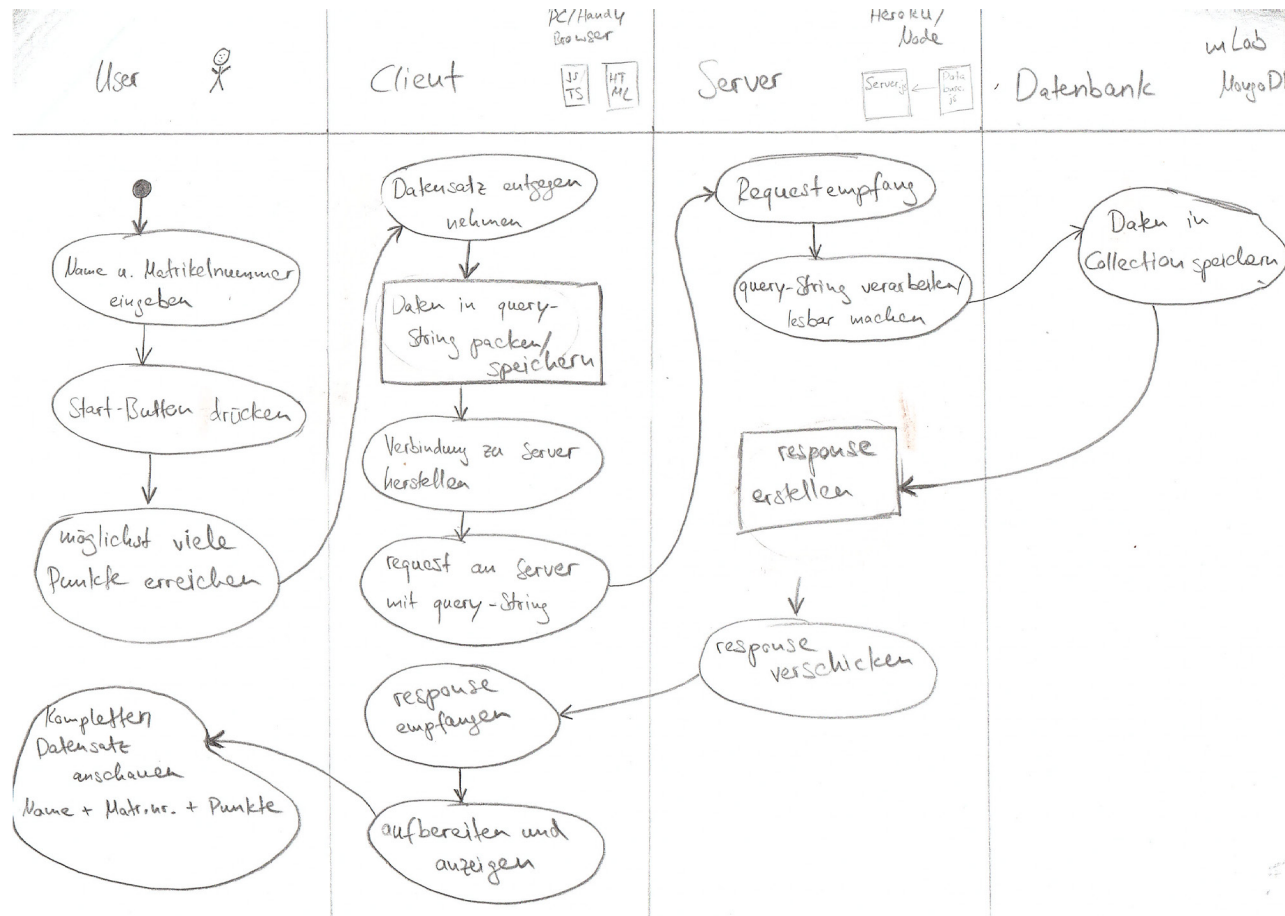 User
Client
PC/Handy
Browser
JS
TS
HT
ML
Server
Heroku/
Node
Server.js
Data
base.
js
Datenbank
mLab
MongoDB
Name u. Matrikelnummer
eingeben
Start-Button drücken
möglichst viele
Punkte erreichen
Kompletten
Datensatz
anschauen
Name + Matr.nr. + Punkte
Datensatz entgegen
nehmen
Daten in query-
String packen/
speichern
Verbindung zu Server
herstellen
request an Server
mit query-String
response
empfangen
aufbereiten und
anzeigen
Requestempfang
query-String verarbeiten/
lesbar machen
response
erstellen
response
verschicken
Daten in
Collection speichern